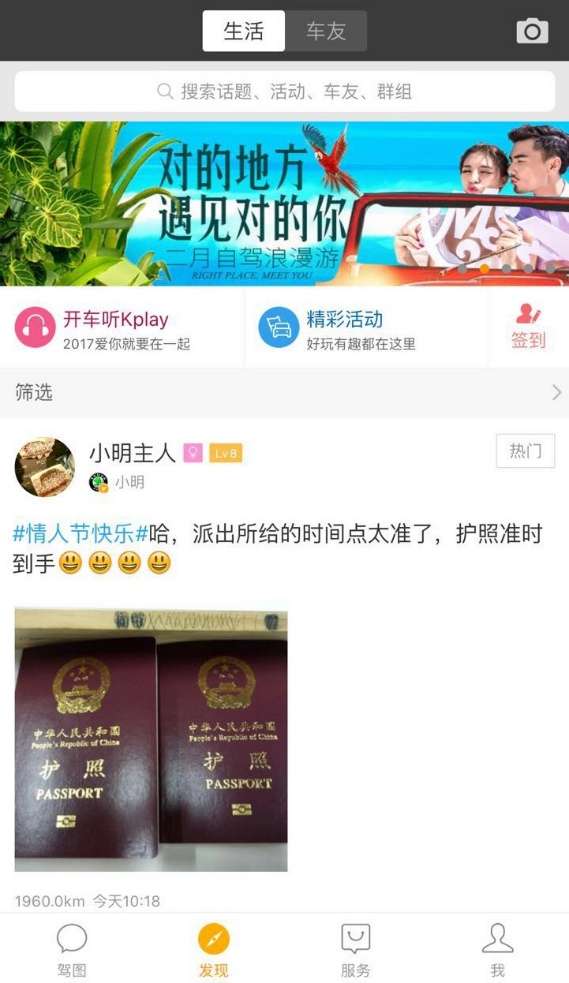 生活
车友
搜索话题、活动、车友、群组
对的地方
遇见对的你
二月自驾浪漫游
RIGHT PLACE, MEET YOU
开车听Kplay
2017爱你就要在一起
精彩活动
好玩有趣都在这里
签到
筛选
小明主人
Lv8
小明
热门
#情人节快乐#哈，派出所给的时间点太准了，护照准时
到手😃😃😃😃
中华人民共和国
People's Republic of China
护 照
PASSPORT
中华人民共和国
People's Republic of China
护 照
PASSPORT
1960.0km 今天10:18
驾图
发现
服务
我